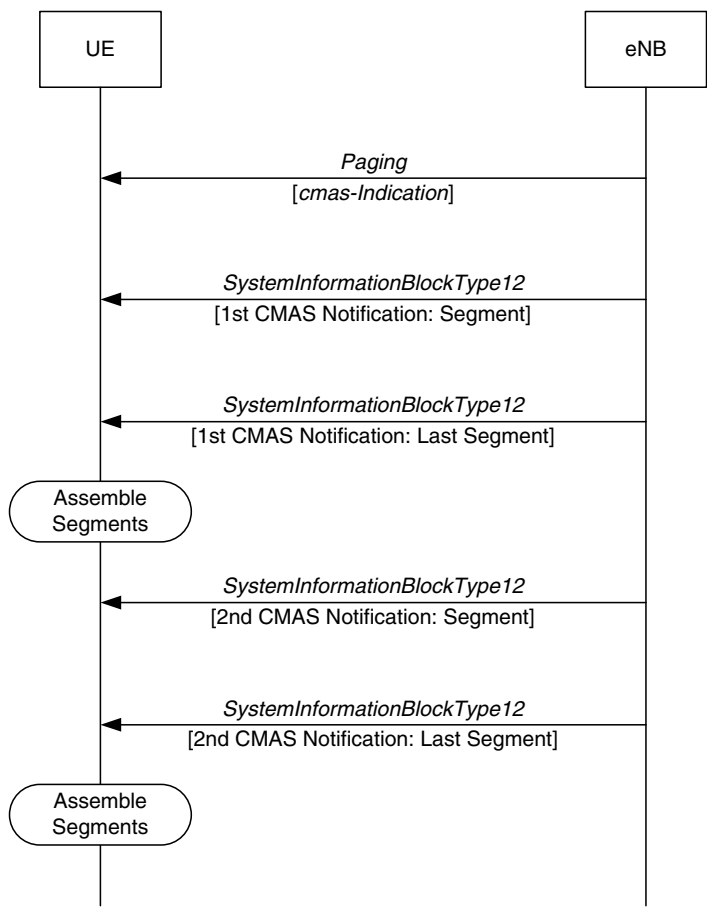 UE
eNB
Paging
[cmas-Indication]
SystemInformationBlockType12
[1st CMAS Notification: Segment]
SystemInformationBlockType12
[1st CMAS Notification: Last Segment]
Assemble
Segments
SystemInformationBlockType12
[2nd CMAS Notification: Segment]
SystemInformationBlockType12
[2nd CMAS Notification: Last Segment]
Assemble
Segments